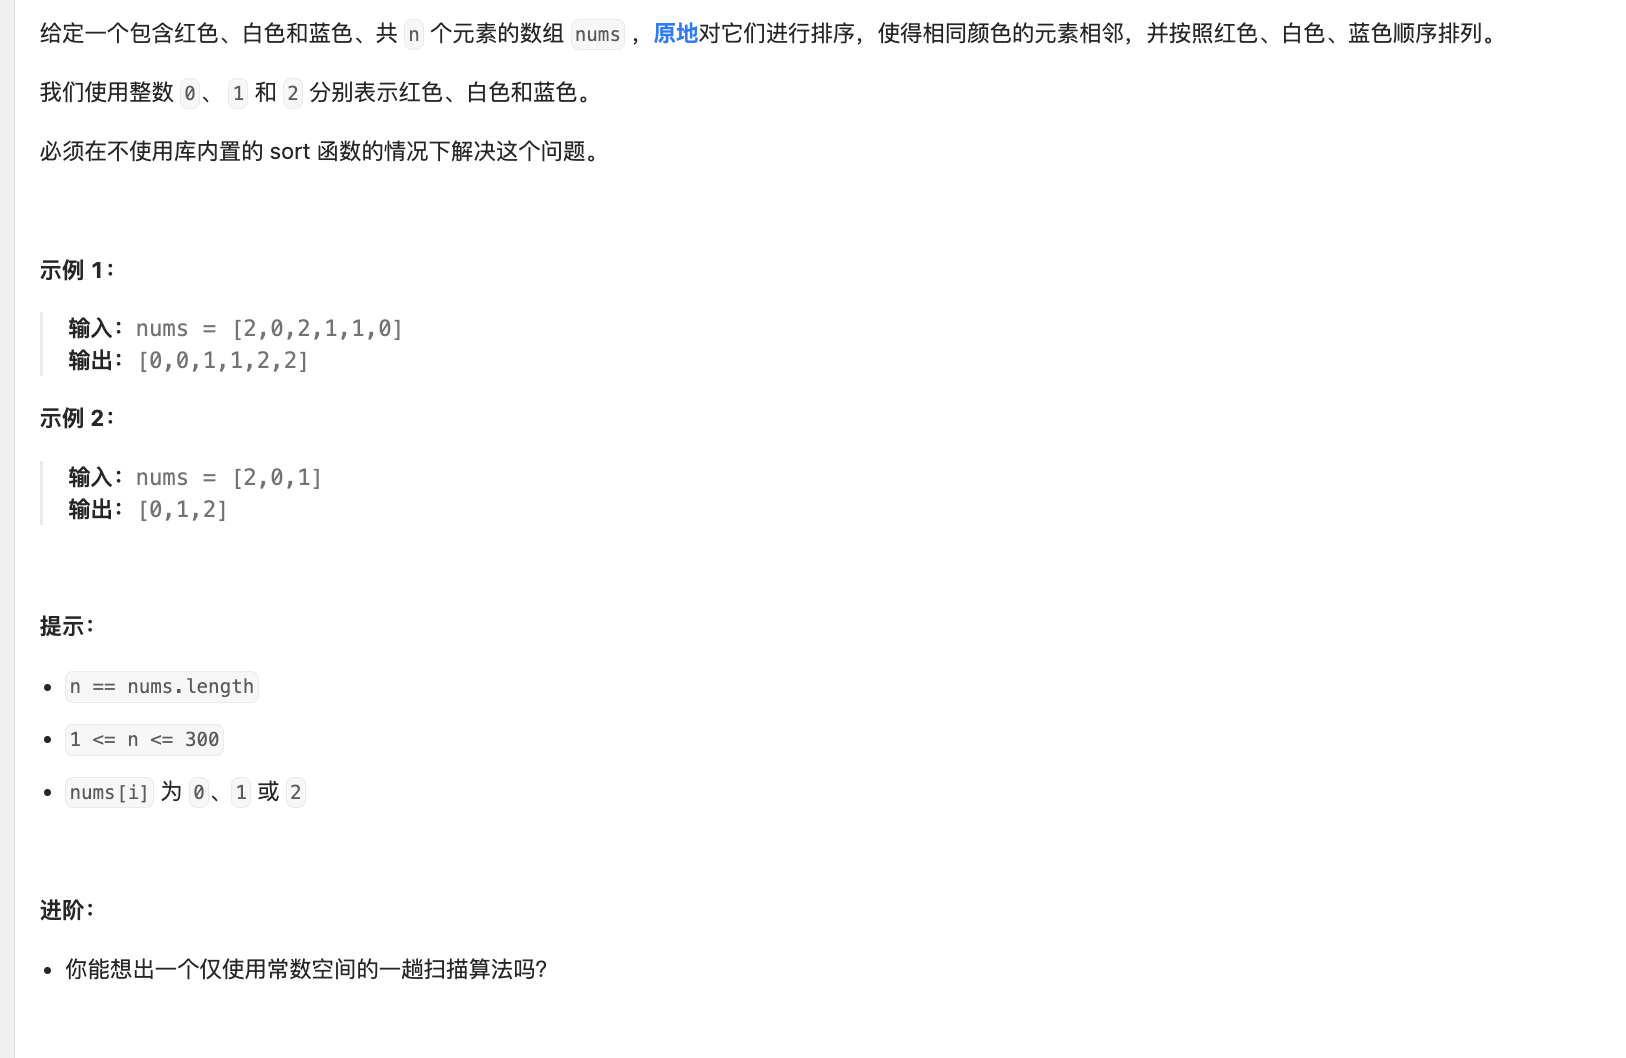 给定一个包含红色、白色和蓝色、共 n 个元素的数组 nums ，原地对它们进行排序，使得相同颜色的元素相邻，并按照红色、白色、蓝色顺序排列。
我们使用整数 0、 1 和 2 分别表示红色、白色和蓝色。
必须在不使用库内置的 sort 函数的情况下解决这个问题。
示例 1：
输入：nums = [2,0,2,1,1,0]
输出：[0,0,1,1,2,2]
示例 2：
输入：nums = [2,0,1]
输出：[0,1,2]
提示：
• n == nums.length
• 1 <= n <= 300
• nums[i] 为 0、1 或 2
进阶：
• 你能想出一个仅使用常数空间的一趟扫描算法吗？